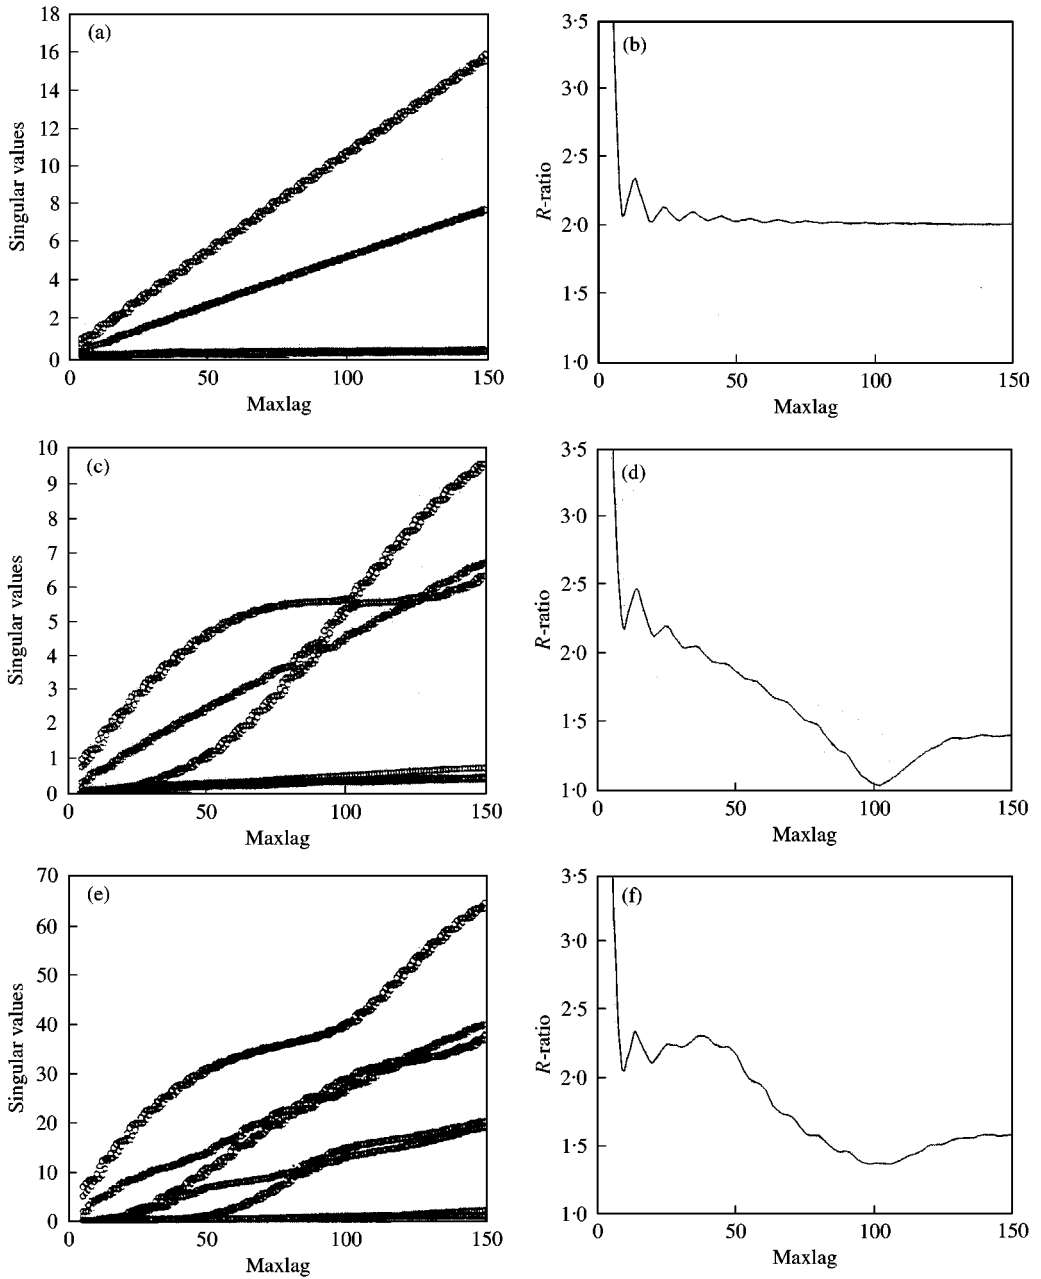 (a)
Singular values
18
16
14
12
10
8
6
4
2
0
0 50 100 150
Maxlag
(b)
R-ratio
3·5
3·0
2·5
2·0
1·5
1·0
0 50 100 150
Maxlag
(c)
Singular values
10
9
8
7
6
5
4
3
2
1
0
0 50 100 150
Maxlag
(d)
R-ratio
3·5
3·0
2·5
2·0
1·5
1·0
0 50 100 150
Maxlag
(e)
Singular values
70
60
50
40
30
20
10
0
0 50 100 150
Maxlag
(f)
R-ratio
3·5
3·0
2·5
2·0
1·5
1·0
0 50 100 150
Maxlag